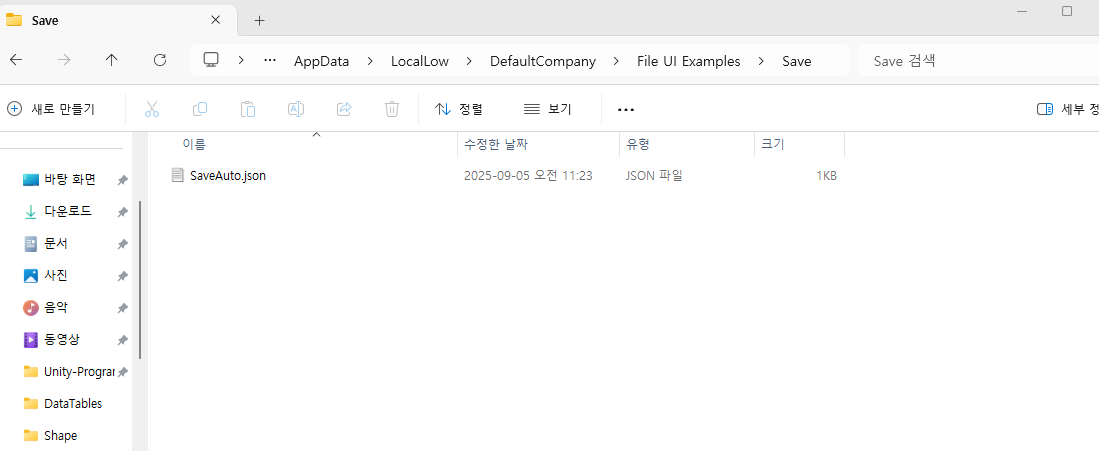 Save
AppData > LocalLow > DefaultCompany > File UI Examples > Save
Save 검색
새로 만들기
정렬
보기
세부 정
이름 수정한 날짜 유형 크기
SaveAuto.json 2025-09-05 오전 11:23 JSON 파일 1KB
바탕 화면
다운로드
문서
사진
음악
동영상
Unity-Program
DataTables
Shape